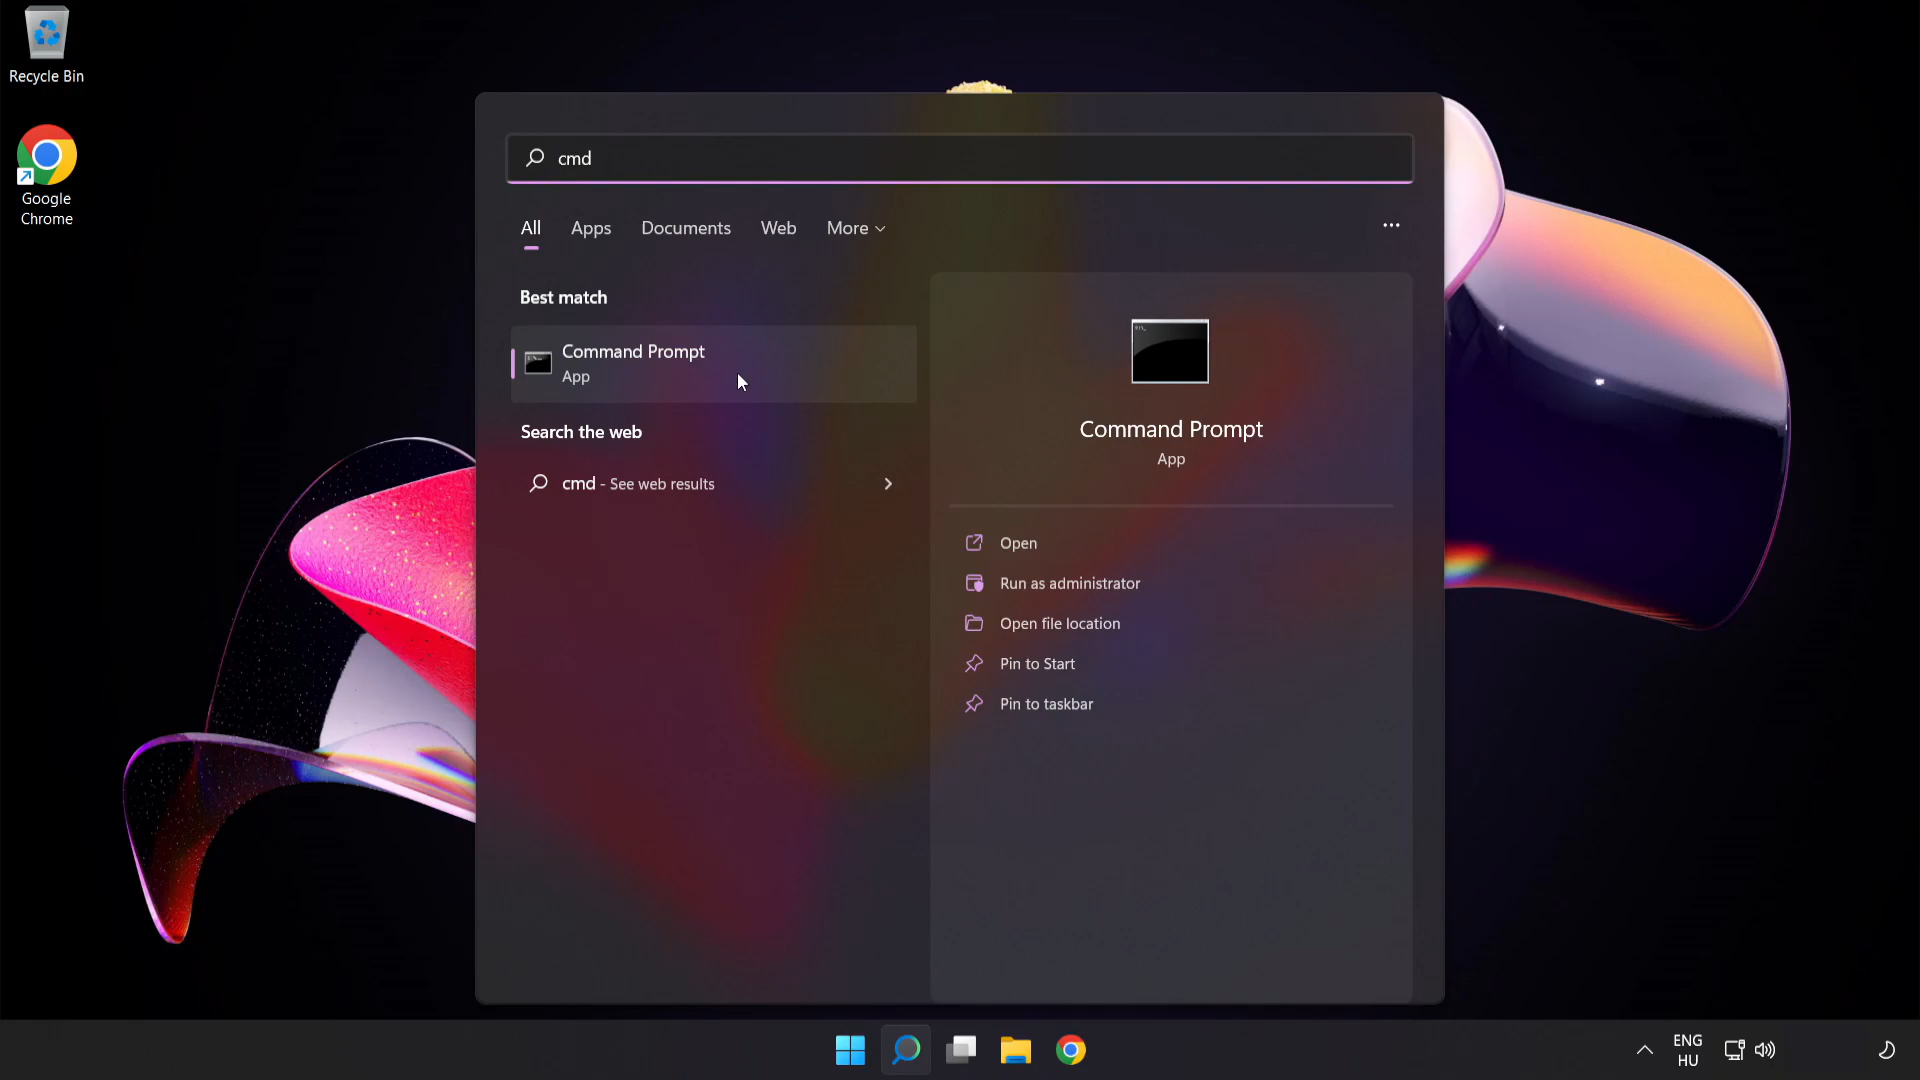 Recycle Bin
Google
Chrome
cmd
All Apps Documents Web More
Best match
Command Prompt
App
Search the web
cmd - See web results
Command Prompt
App
Open
Run as administrator
Open file location
Pin to Start
Pin to taskbar
ENG
HU